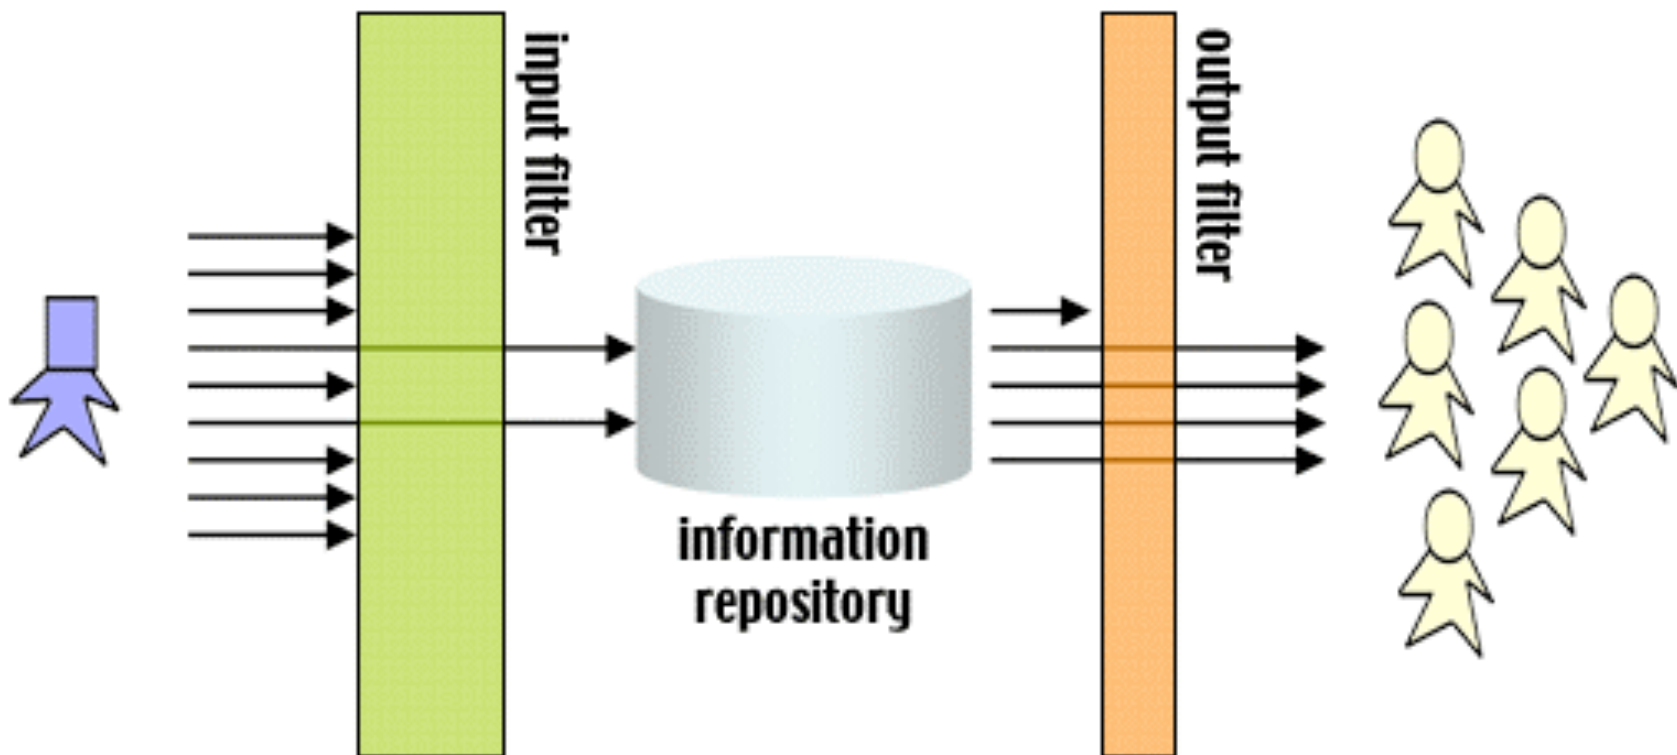 input filter
information
repository
output filter